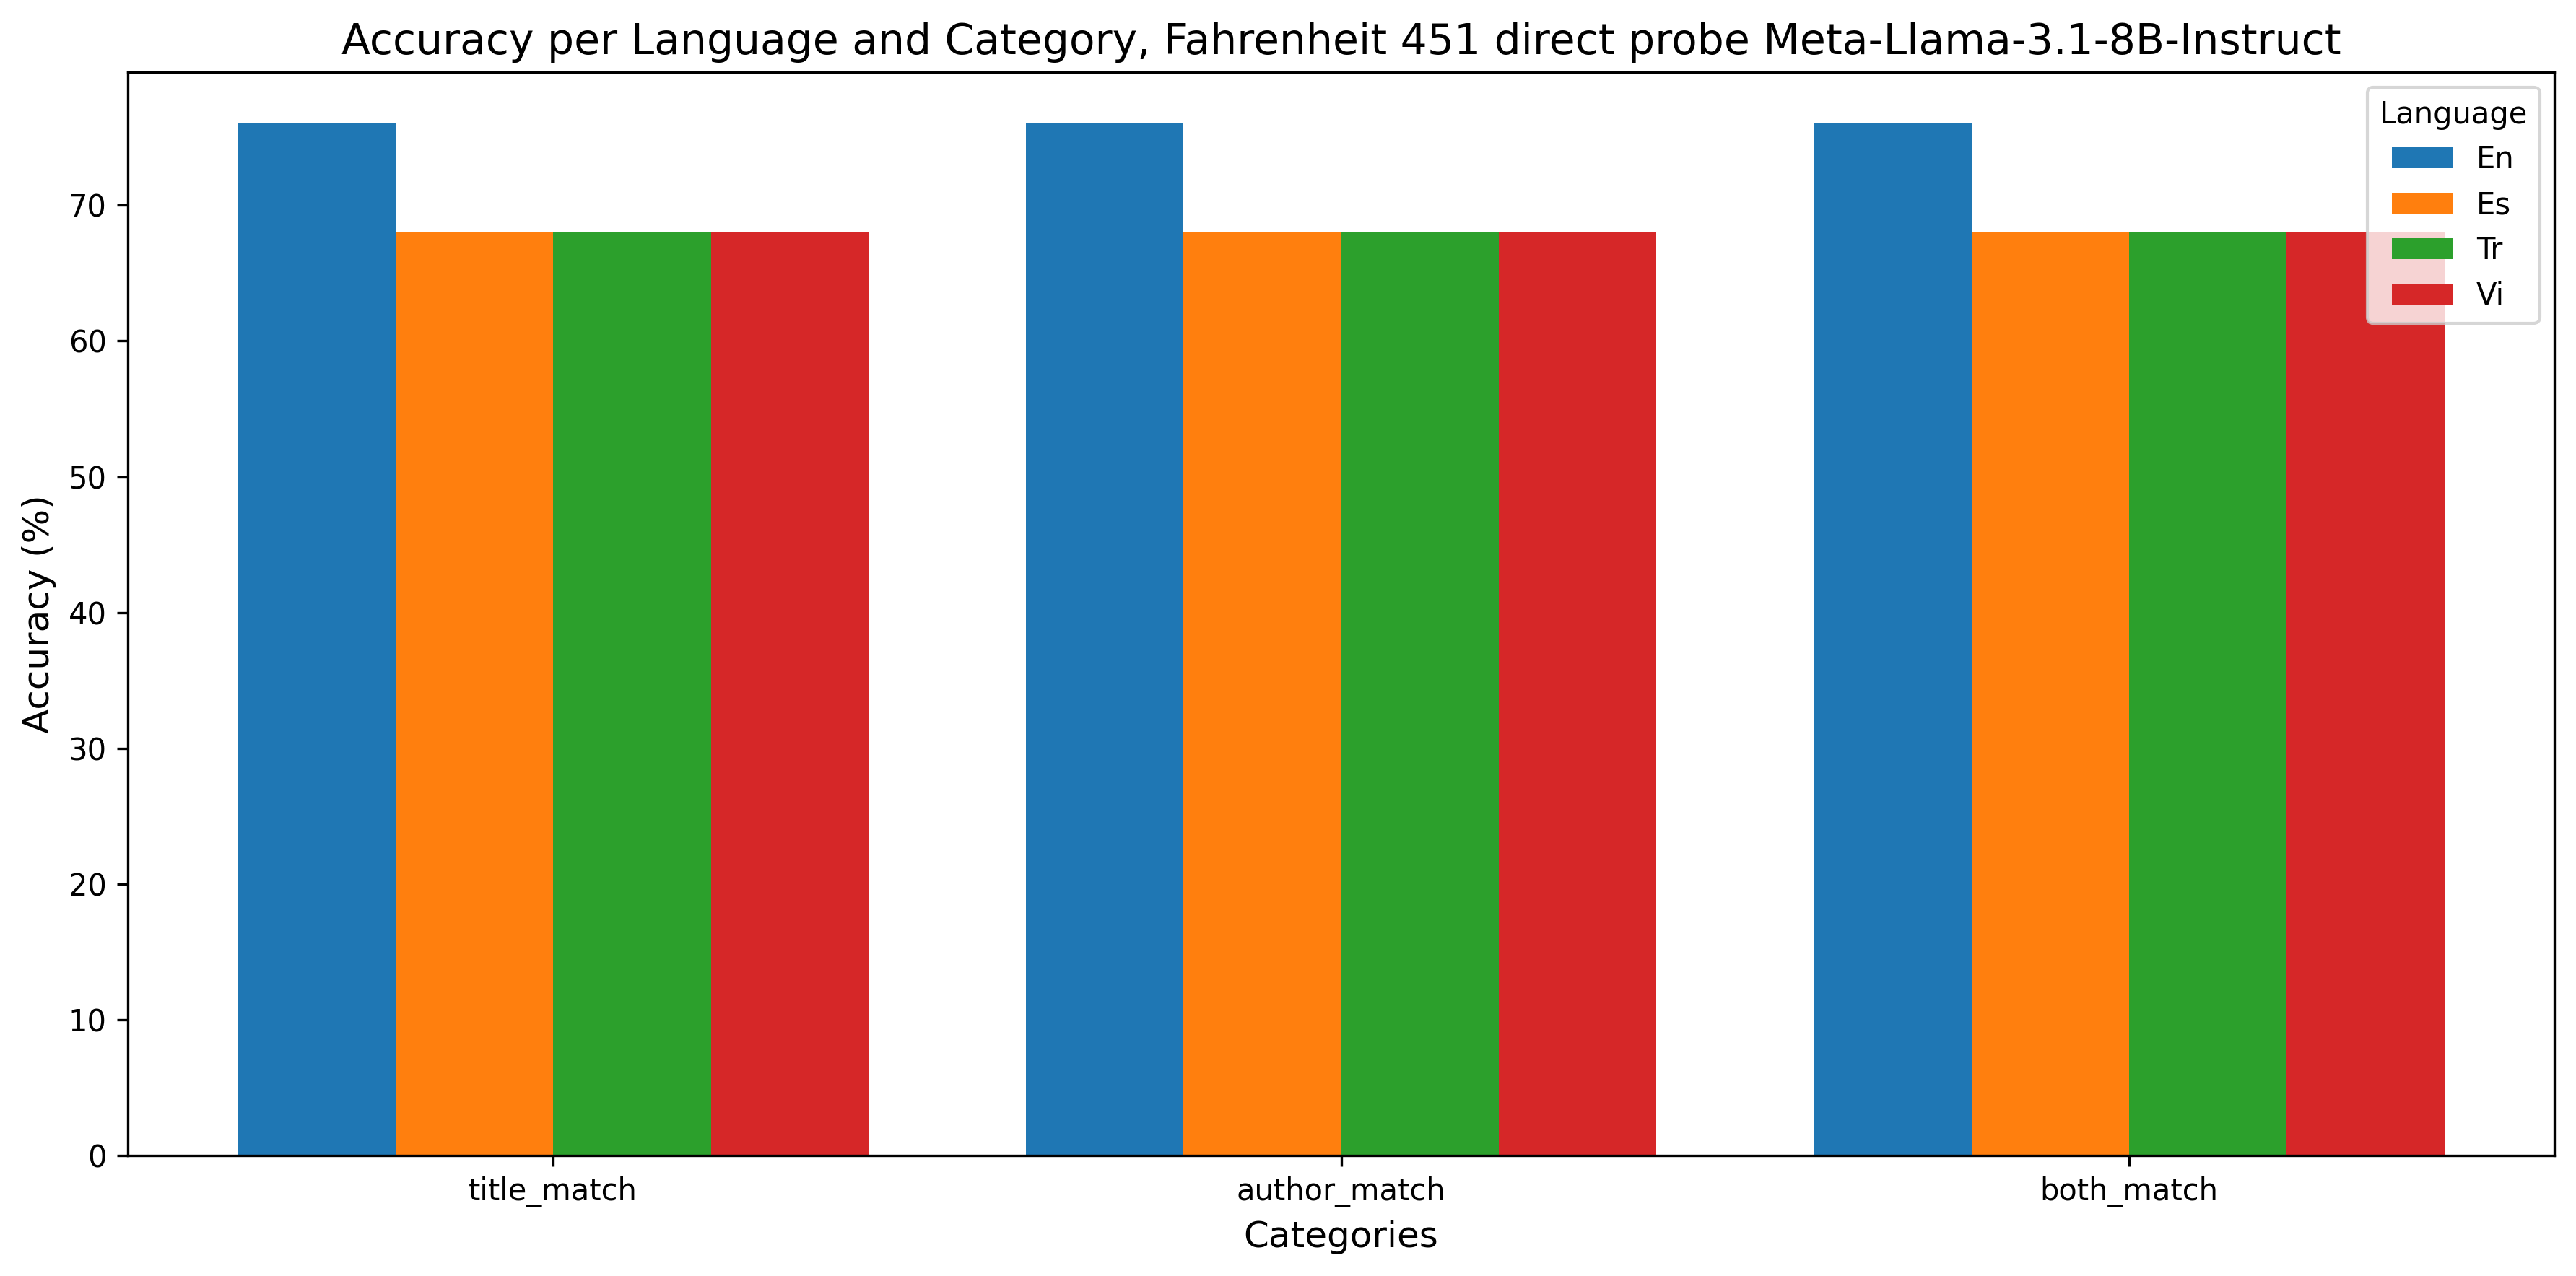 Accuracy per Language and Category, Fahrenheit 451 direct probe Meta-Llama-3.1-8B-Instruct
Language
En
Es
Tr
Vi
Accuracy (%)
70
60
50
40
30
20
10
0
title_match author_match both_match
Categories